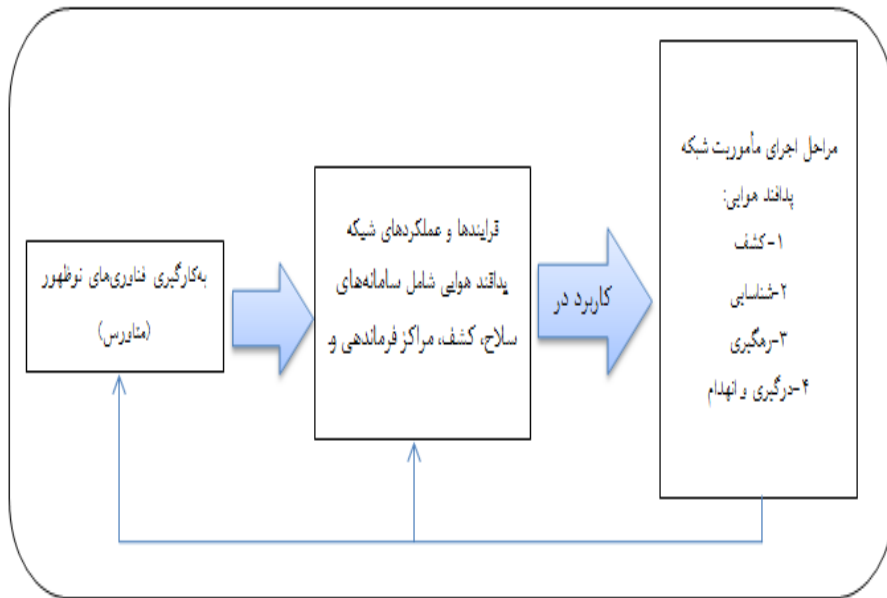 مراحل اجرای مأموریت شبکه
پدافند هوایی:
۱-کشف
۲-شناسایی
۳-رهگیری
۴-درگیری و انهدام
کاربرد در
فرایندها و عملکردهای شبکه
پدافند هوایی شامل سامانه‌های
سلاح، کشف، مراکز فرماندهی و
به‌کارگیری فناوری‌های نوظهور
(متاورس)